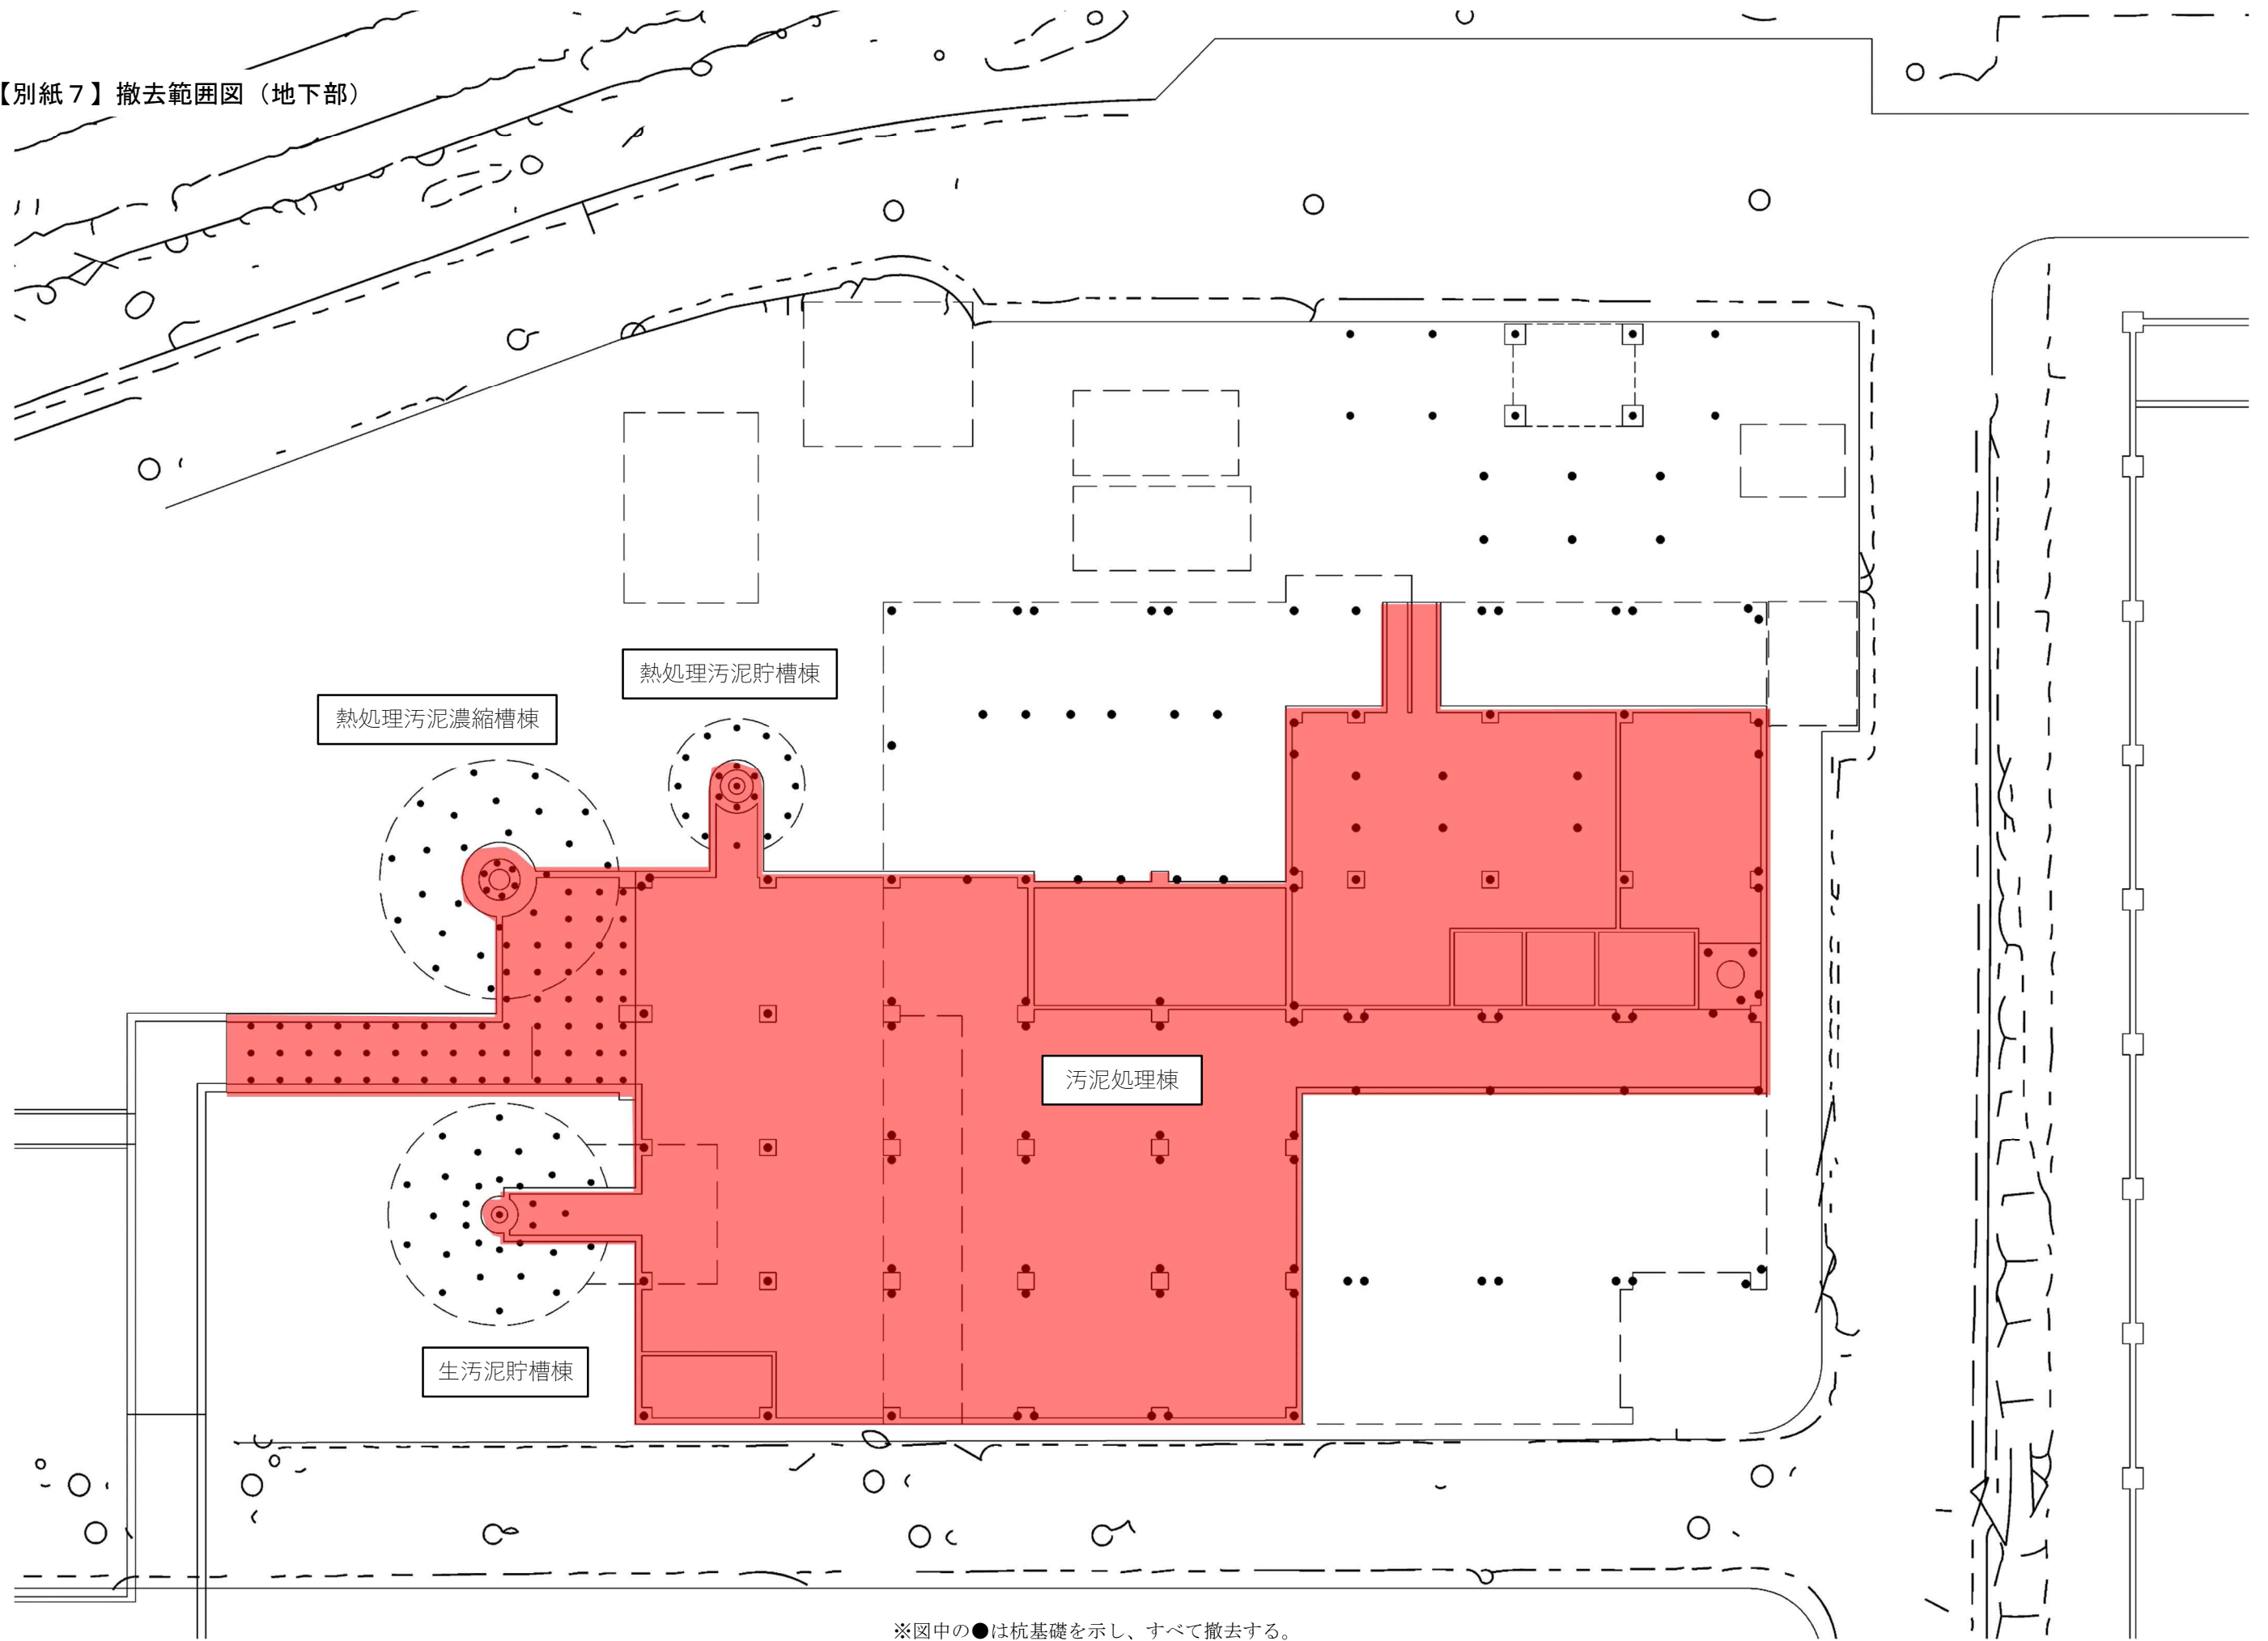 【別紙７】撤去範囲図（地下部）
熱処理汚泥貯槽棟
熱処理汚泥濃縮槽棟
汚泥処理棟
生汚泥貯槽棟
※図中の●は杭基礎を示し、すべて撤去する。